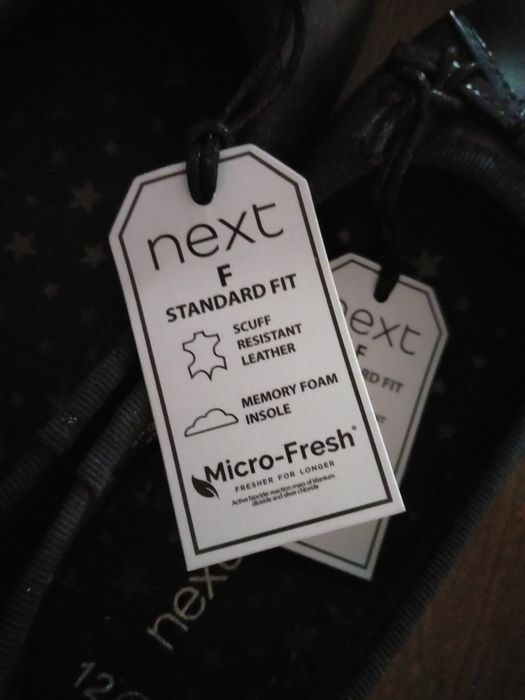 next
F
STANDARD FIT
SCUFF
RESISTANT
LEATHER
MEMORY FOAM
INSOLE
Micro-Fresh®
FRESHER FOR LONGER
Active biocide: reaction mass of titanium
dioxide and silver chloride
next
F
RD FIT
next
12